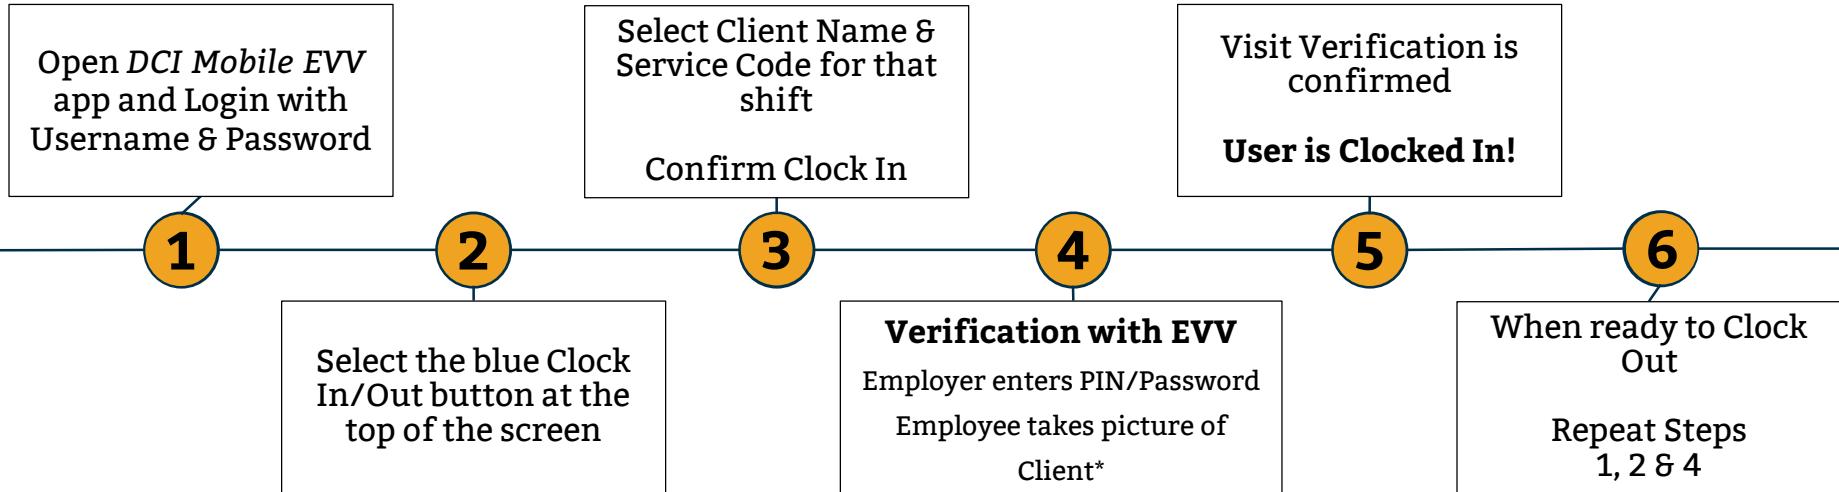 Open DCI Mobile EVV
app and Login with
Username & Password
1
Select the blue Clock
In/Out button at the
top of the screen
2
Select Client Name &
Service Code for that
shift
Confirm Clock In
3
Verification with EVV
Employer enters PIN/Password
Employee takes picture of
Client*
4
Visit Verification is
confirmed
User is Clocked In!
5
When ready to Clock
Out
Repeat Steps
1, 2 & 4
6